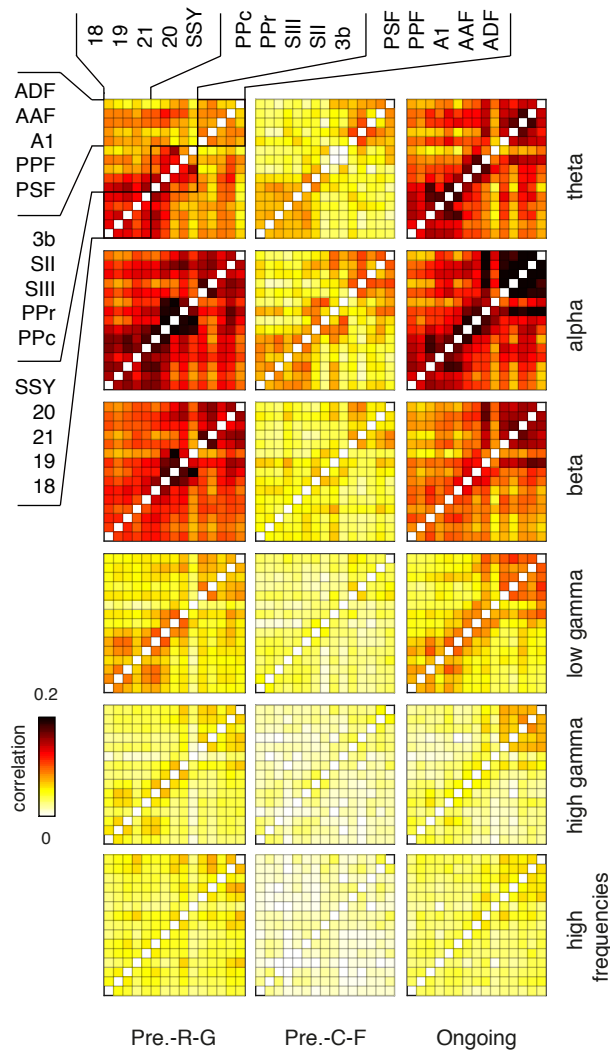 18
19
21
20
SSY
PPc
PPr
SIII
SII
3b
PSF
PPF
A1
AAF
ADF
ADF
AAF
A1
PPF
PSF
3b
SII
SIII
PPr
PPc
SSY
20
21
19
18
theta
alpha
beta
low gamma
high gamma
high
frequencies
0.2
correlation
0
Pre.-R-G
Pre.-C-F
Ongoing